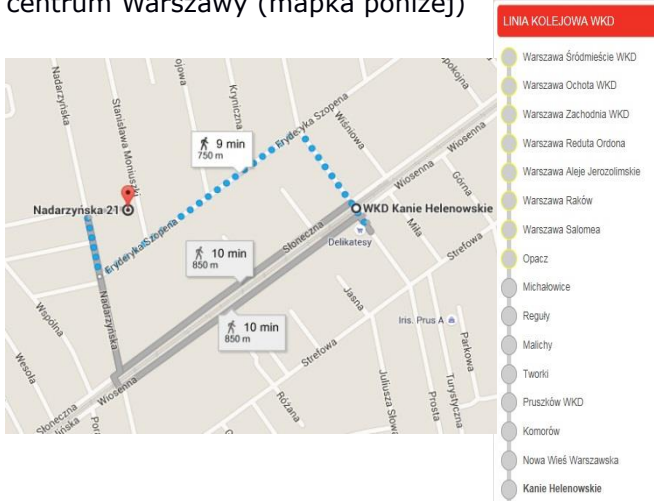 centrum Warszawy (mapka poniżej)
Nadarzyńska
Stanisława Moniuszki
Kryniczna
Spokojna
9 min
750 m
Fryderyka Szopena
Wiśniowa
Wiosenna
Wiosenna
Wiosenna
Górna
Nadarzyńska 21
WKD Kanie Helenowskie
Delikatesy
Miła
Strefowa
Słoneczna
Fryderyka Szopena
10 min
850 m
Nadarzyńska
Jasna
Iris. Prus A
10 min
850 m
Wspólna
Strefowa
Parkowa
Wesoła
Wiosenna
Różana
Turystyczna
Prosta
Słoneczna
LINIA KOLEJOWA WKD
Warszawa Śródmieście WKD
Warszawa Ochota WKD
Warszawa Zachodnia WKD
Warszawa Reduta Ordona
Warszawa Aleje Jerozolimskie
Warszawa Raków
Warszawa Salomea
Opacz
Michałowice
Reguły
Malichy
Tworki
Pruszków WKD
Komorów
Nowa Wieś Warszawska
Kanie Helenowskie